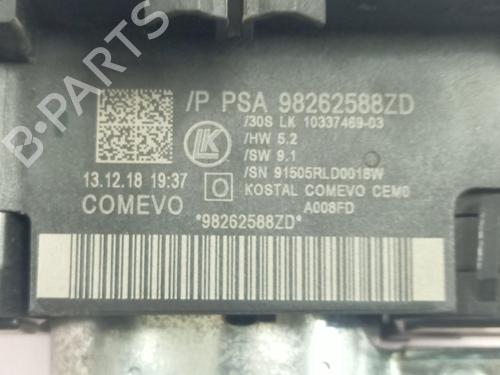 /P PSA 98262588ZD
/30S LK 10337469-03
/HW 5.2
/SW 9.1
/SN 91505RLD0018W
13.12.18 19:37
KOSTAL COMEVO CEM0
COMEVO
A008FD
*98262588ZD*